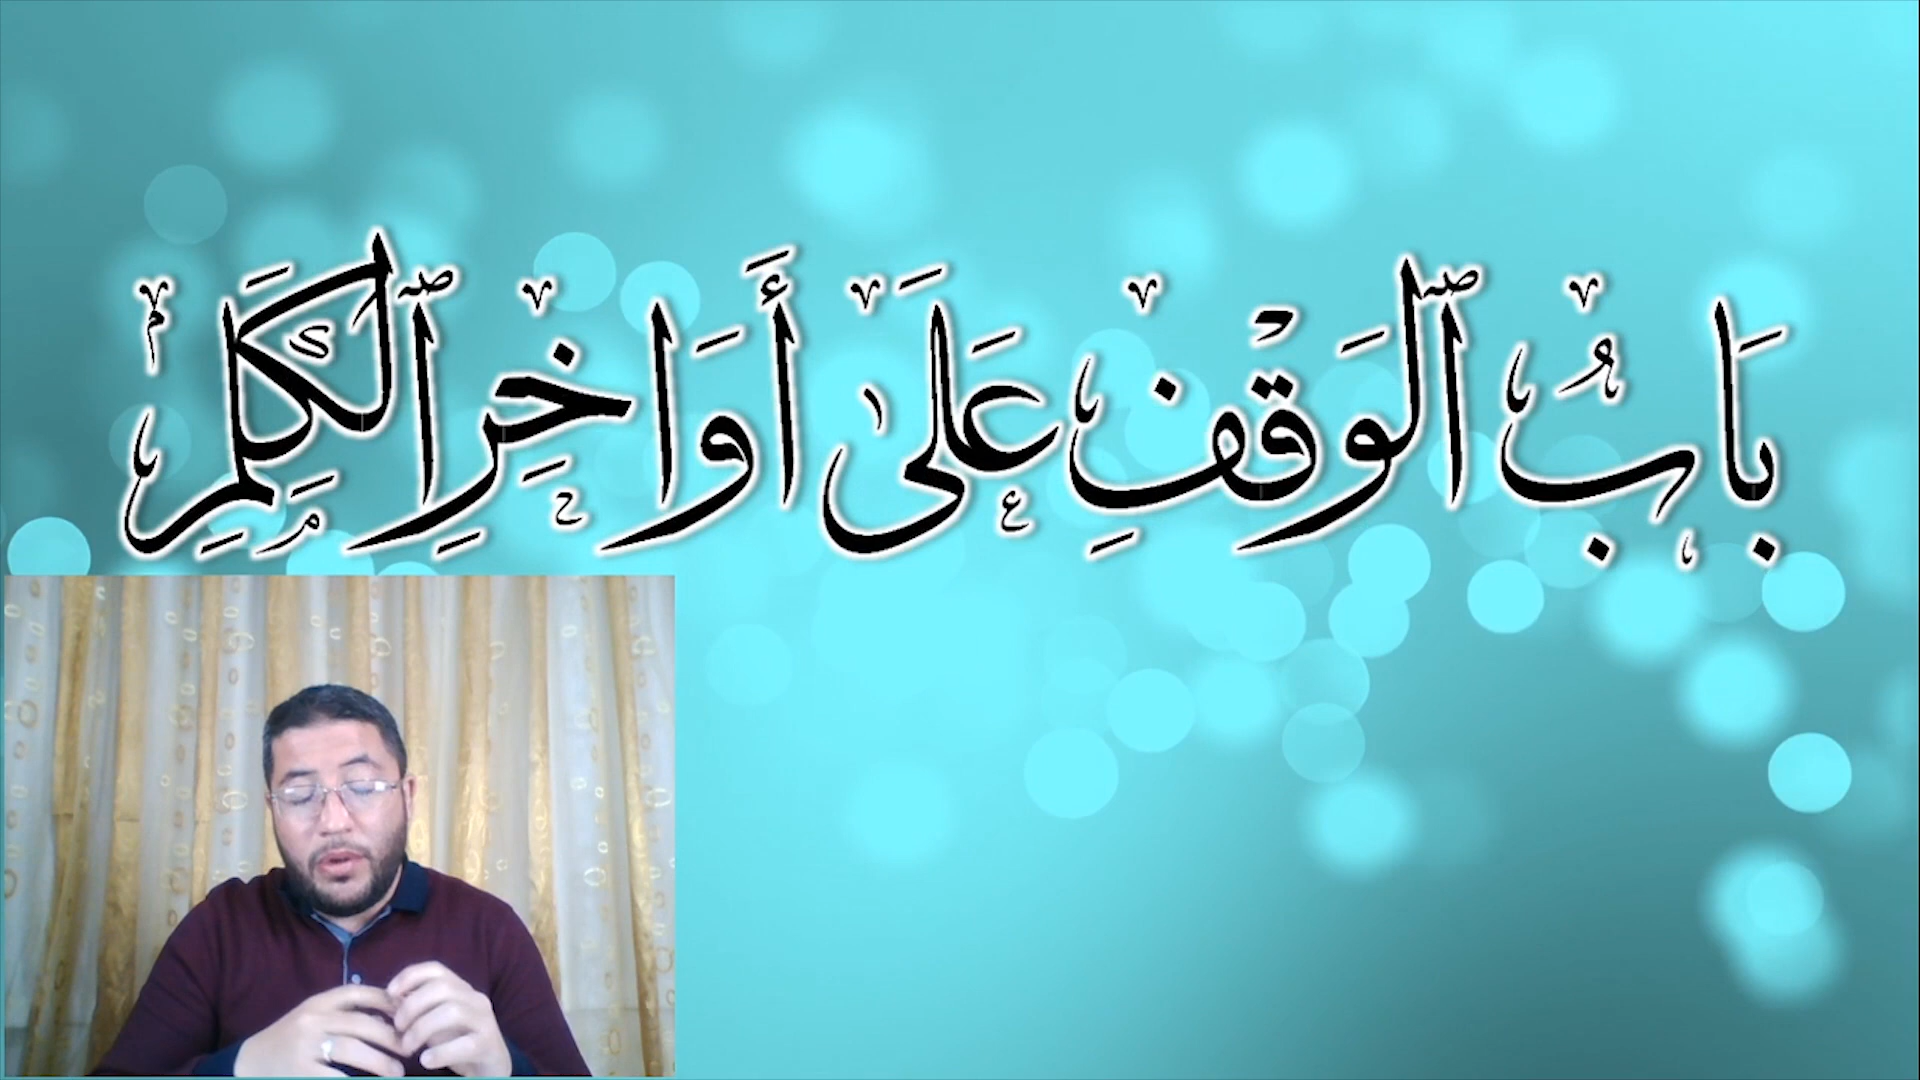 بَابُ ٱلْوَقْفِ عَلَىٰ أَوَاخِرِ ٱلْكَلِمِ